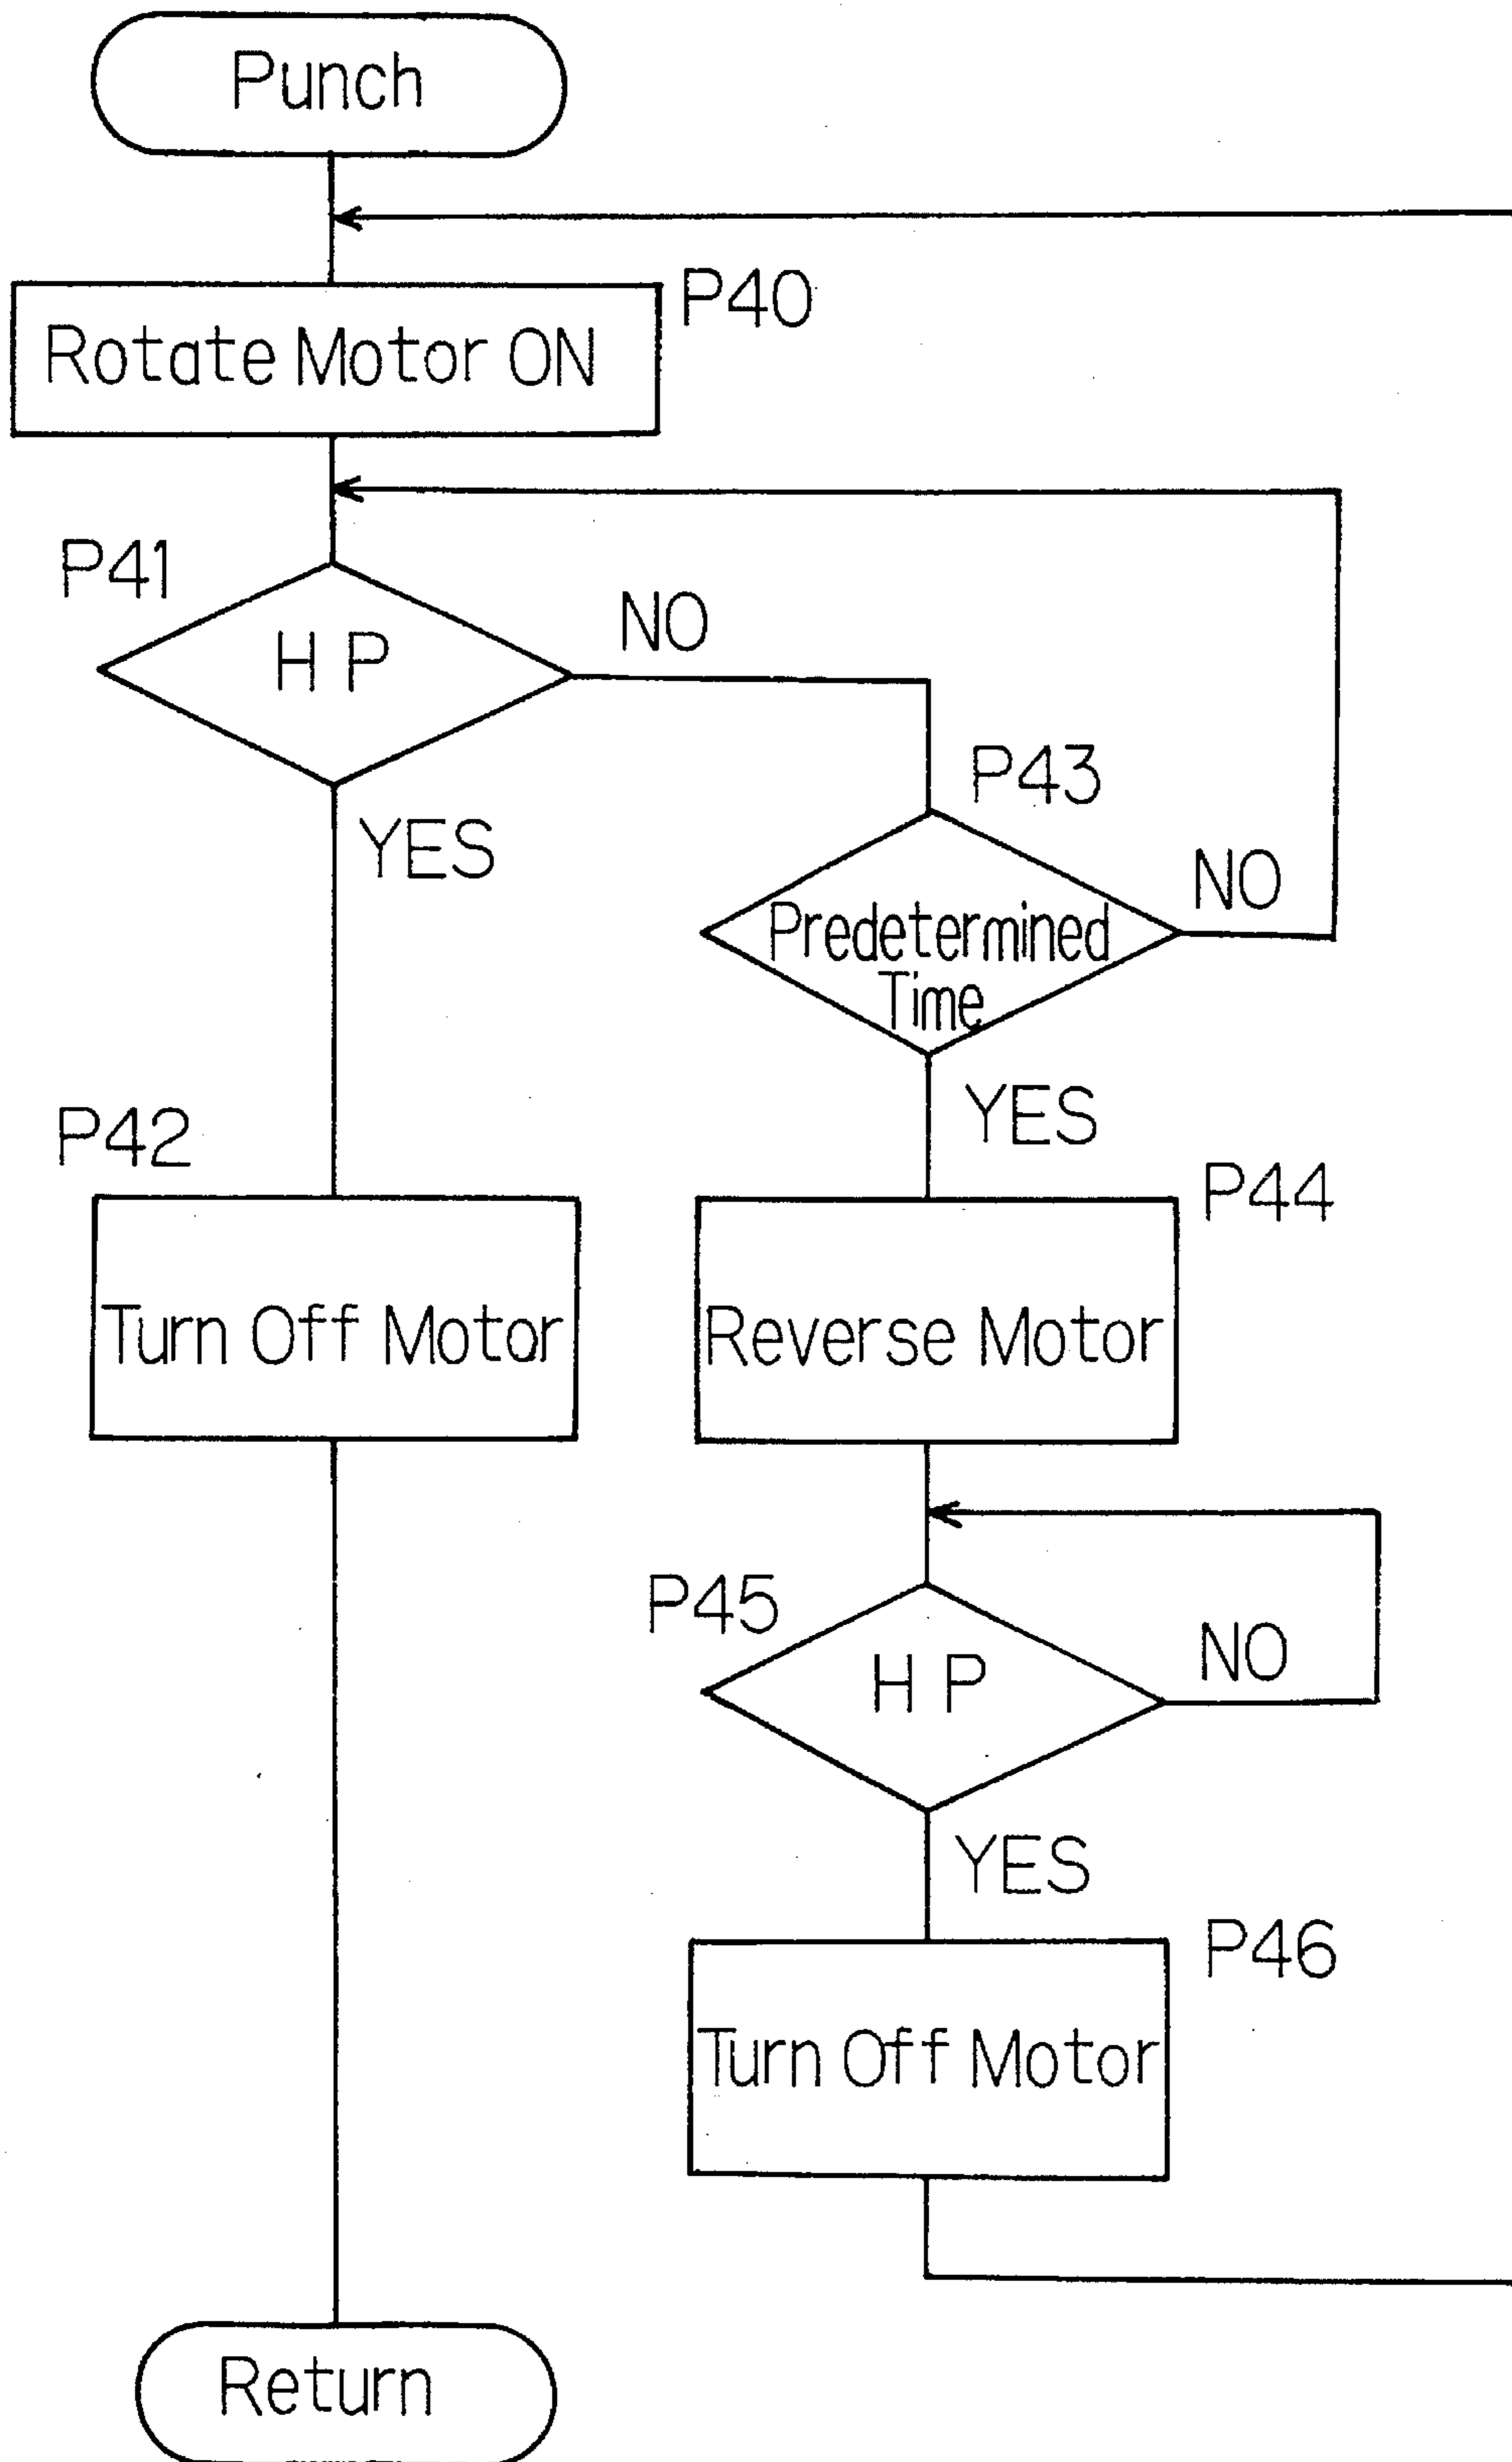 Punch
P40
Rotate Motor ON
P41
H P
NO
YES
P43
Predetermined
Time
NO
YES
P42
Turn Off Motor
P44
Reverse Motor
P45
H P
NO
YES
P46
Turn Off Motor
Return